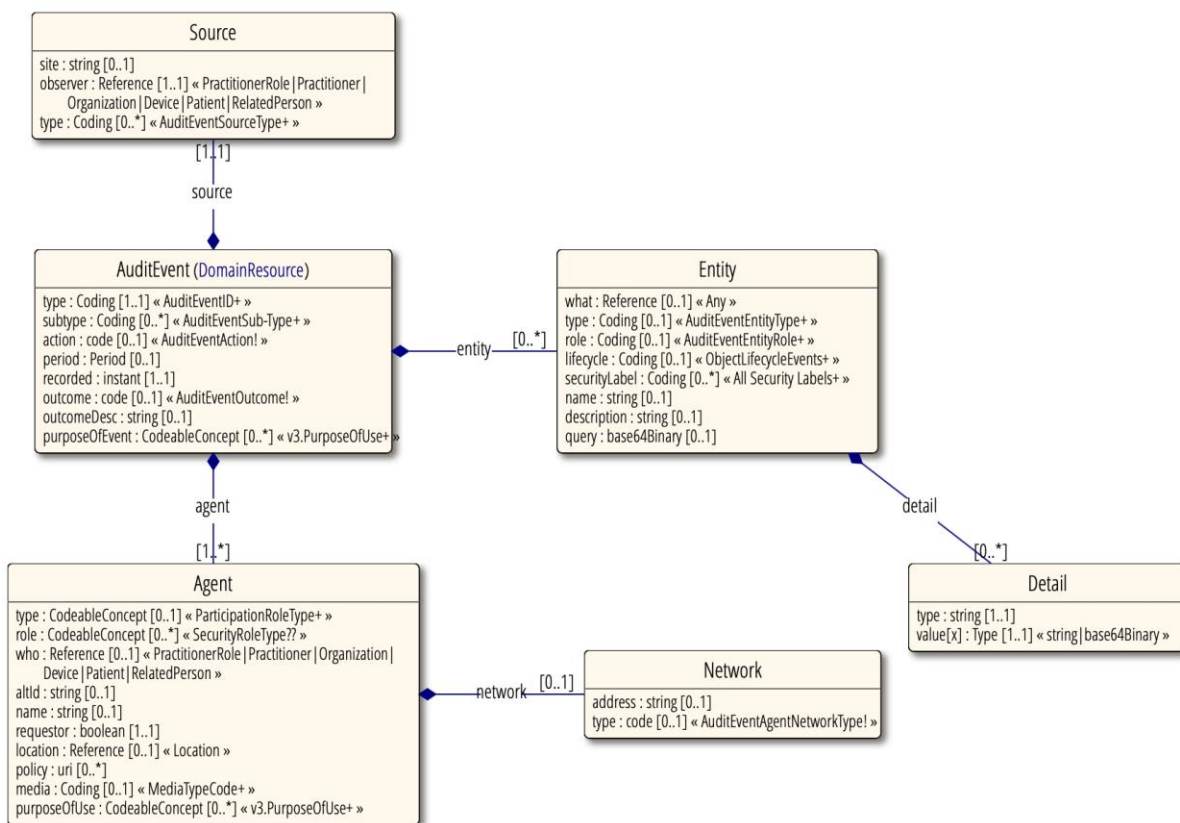 Source
site : string [0..1]
observer : Reference [1..1] « PractitionerRole|Practitioner|
Organization|Device|Patient|RelatedPerson »
type : Coding [0..*] « AuditEventSourceType+ »
[1..1]
source
AuditEvent (DomainResource)
type : Coding [1..1] « AuditEventID+ »
subtype : Coding [0..*] « AuditEventSub-Type+ »
action : code [0..1] « AuditEventAction! »
period : Period [0..1]
recorded : instant [1..1]
outcome : code [0..1] « AuditEventOutcome! »
outcomeDesc : string [0..1]
purposeOfEvent : CodeableConcept [0..*] « v3.PurposeOfUse+ »
entity
[0..*]
Entity
what : Reference [0..1] « Any »
type : Coding [0..1] « AuditEventEntityType+ »
role : Coding [0..1] « AuditEventEntityRole+ »
lifecycle : Coding [0..1] « ObjectLifecycleEvents+ »
securityLabel : Coding [0..*] « All Security Labels+ »
name : string [0..1]
description : string [0..1]
query : base64Binary [0..1]
agent
[1..*]
detail
[0..*]
Agent
type : CodeableConcept [0..1] « ParticipationRoleType+ »
role : CodeableConcept [0..*] « SecurityRoleType?? »
who : Reference [0..1] « PractitionerRole|Practitioner|Organization|
Device|Patient|RelatedPerson »
altId : string [0..1]
name : string [0..1]
requestor : boolean [1..1]
location : Reference [0..1] « Location »
policy : uri [0..*]
media : Coding [0..1] « MediaTypeCode+ »
purposeOfUse : CodeableConcept [0..*] « v3.PurposeOfUse+ »
network
[0..1]
Network
address : string [0..1]
type : code [0..1] « AuditEventAgentNetworkType! »
Detail
type : string [1..1]
value[x] : Type [1..1] « string|base64Binary »